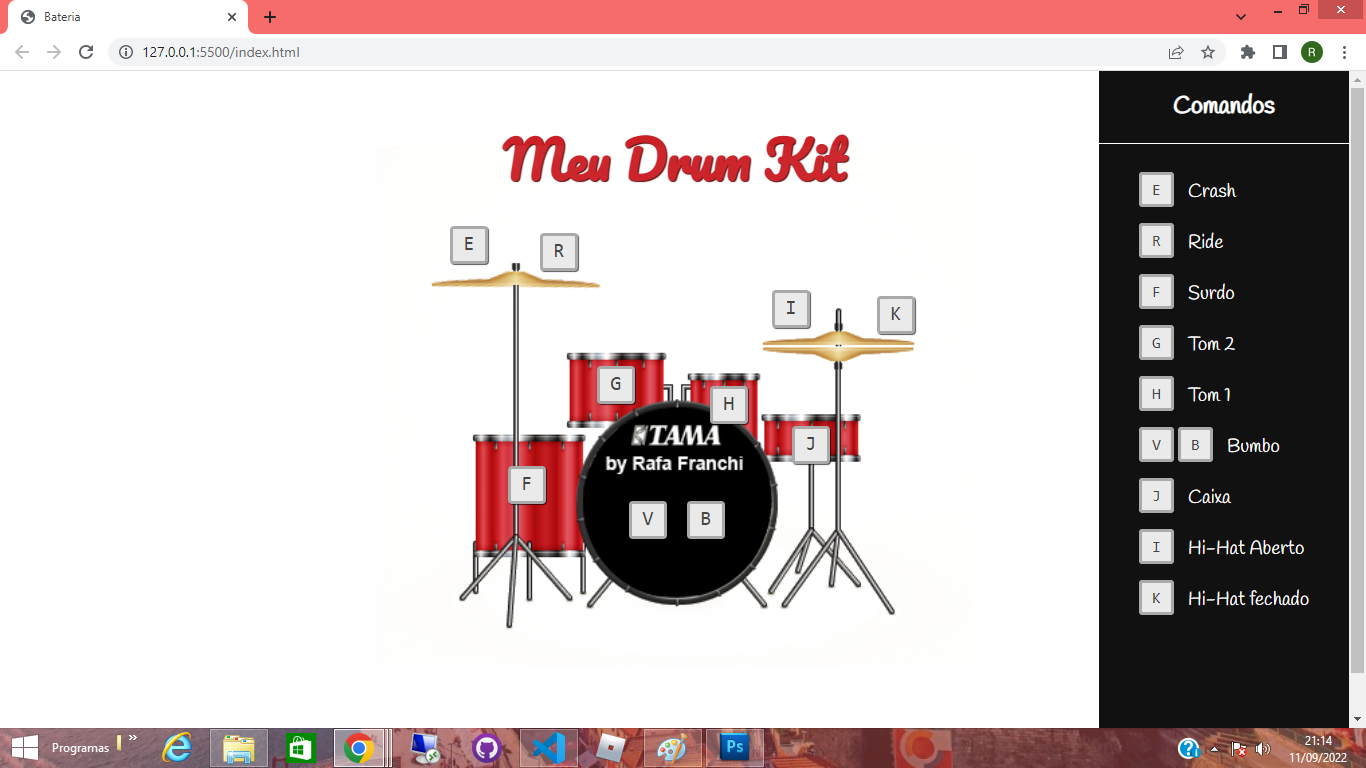 Bateria
127.0.0.1:5500/index.html
R
Comandos
Meu Drum Kit
E Crash
R Ride
F Surdo
G Tom 2
H Tom 1
V B Bumbo
J Caixa
I Hi-Hat Aberto
K Hi-Hat fechado
E
R
I
K
G
H
TAMA
by Rafa Franchi
J
F
V
B
Programas
Ps
21:14
11/09/2022